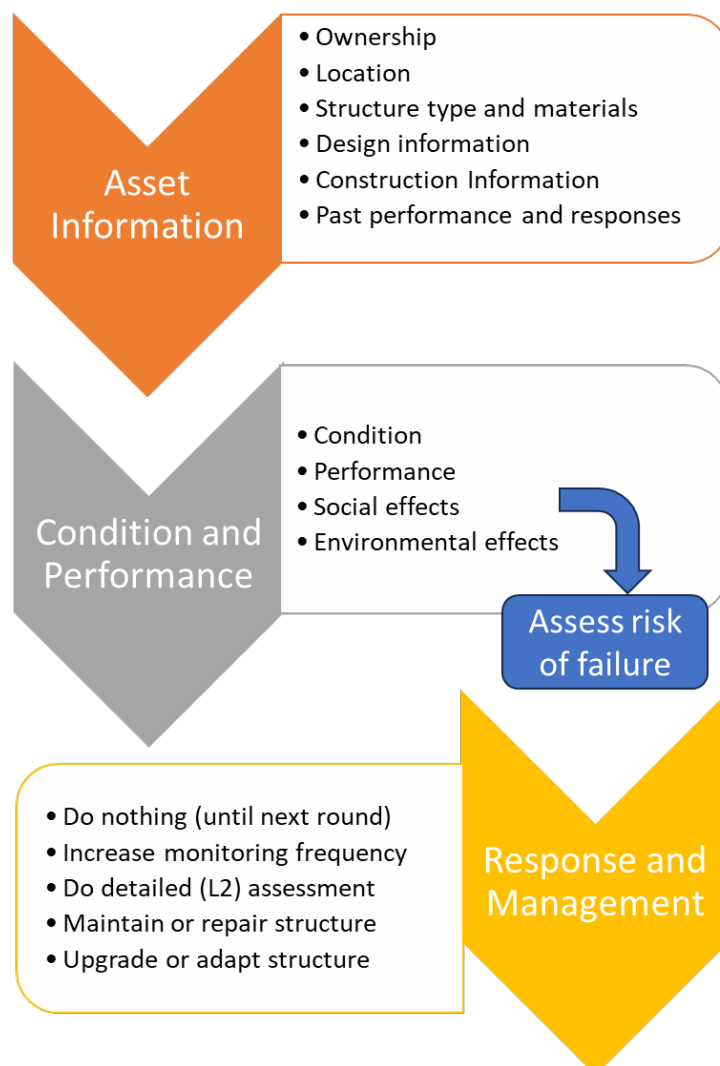 Asset
Information
• Ownership
• Location
• Structure type and materials
• Design information
• Construction Information
• Past performance and responses
Condition and
Performance
• Condition
• Performance
• Social effects
• Environmental effects
Assess risk
of failure
Response and
Management
• Do nothing (until next round)
• Increase monitoring frequency
• Do detailed (L2) assessment
• Maintain or repair structure
• Upgrade or adapt structure